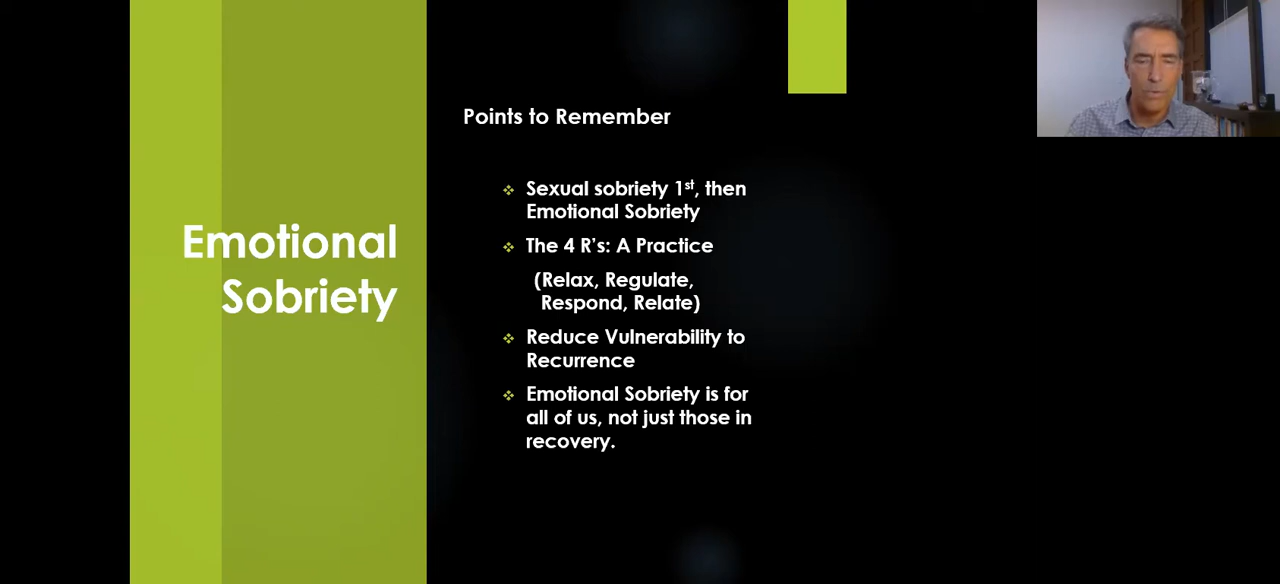 Emotional
Sobriety
Points to Remember
Sexual sobriety 1st, then
Emotional Sobriety
The 4 R's: A Practice
(Relax, Regulate,
Respond, Relate)
Reduce Vulnerability to
Recurrence
Emotional Sobriety is for
all of us, not just those in
recovery.